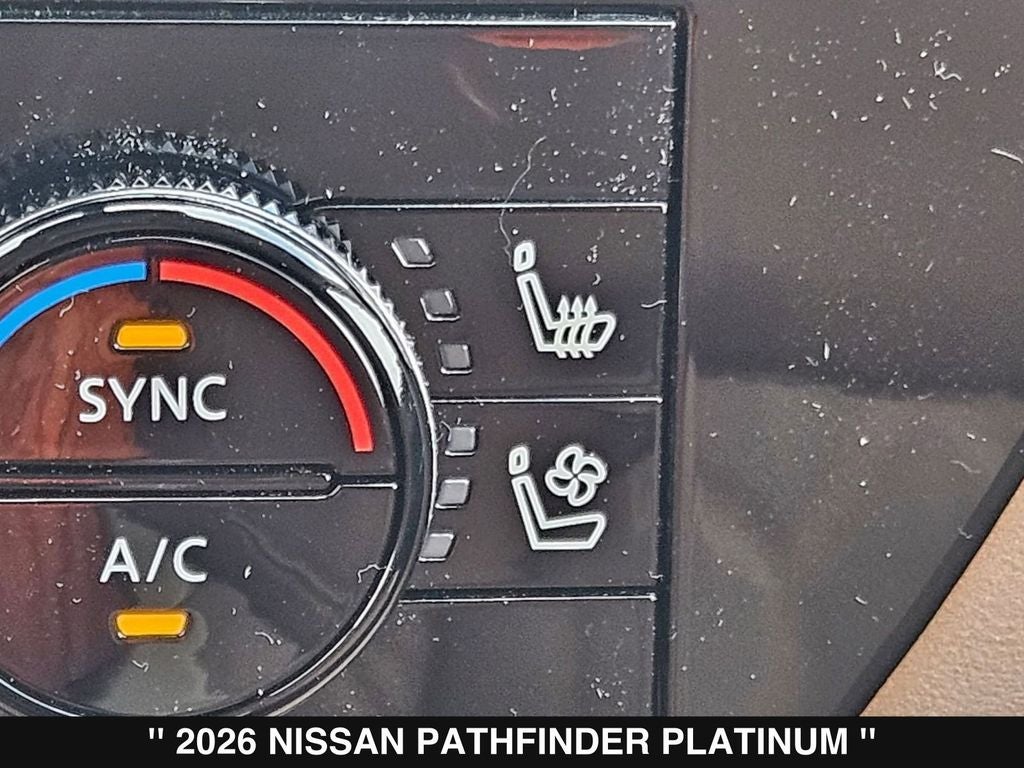 SYNC
A/C
" 2026 NISSAN PATHFINDER PLATINUM "